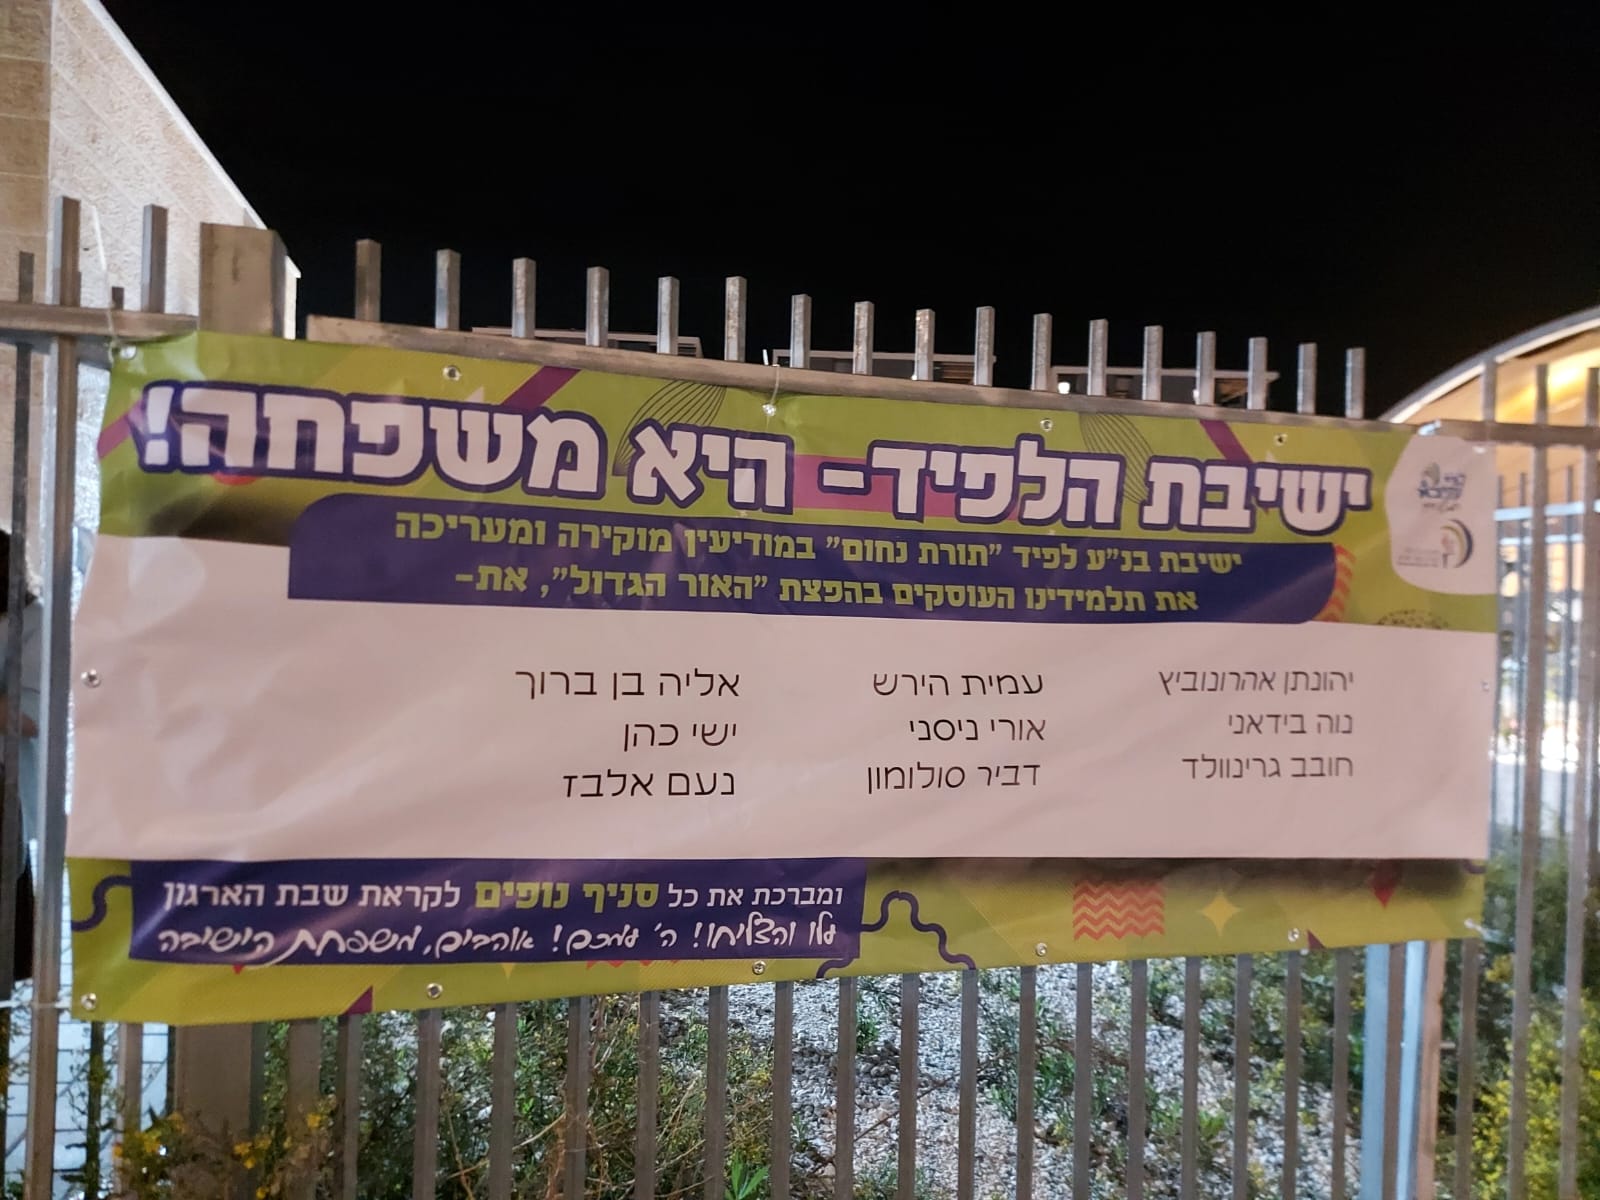 ישיבת הלפיד- היא משפחה!
ישיבת בנ"ע לפיד "תורת נחום" במודיעין מוקירה ומעריכה
את תלמידינו העוסקים בהפצת "האור הגדול", את-
יהונתן אהרונוביץ
נוה בידאני
חובב גרינוולד
עמית הירש
אורי ניסני
דביר סולומון
אליה בן ברוך
ישי כהן
נעם אלבז
ומברכת את כל סניף נופים לקראת שבת הארגון
עלו והצליחו! ה' עמכם! אוהבים, משפחת הישיבה
בני
עקיבא